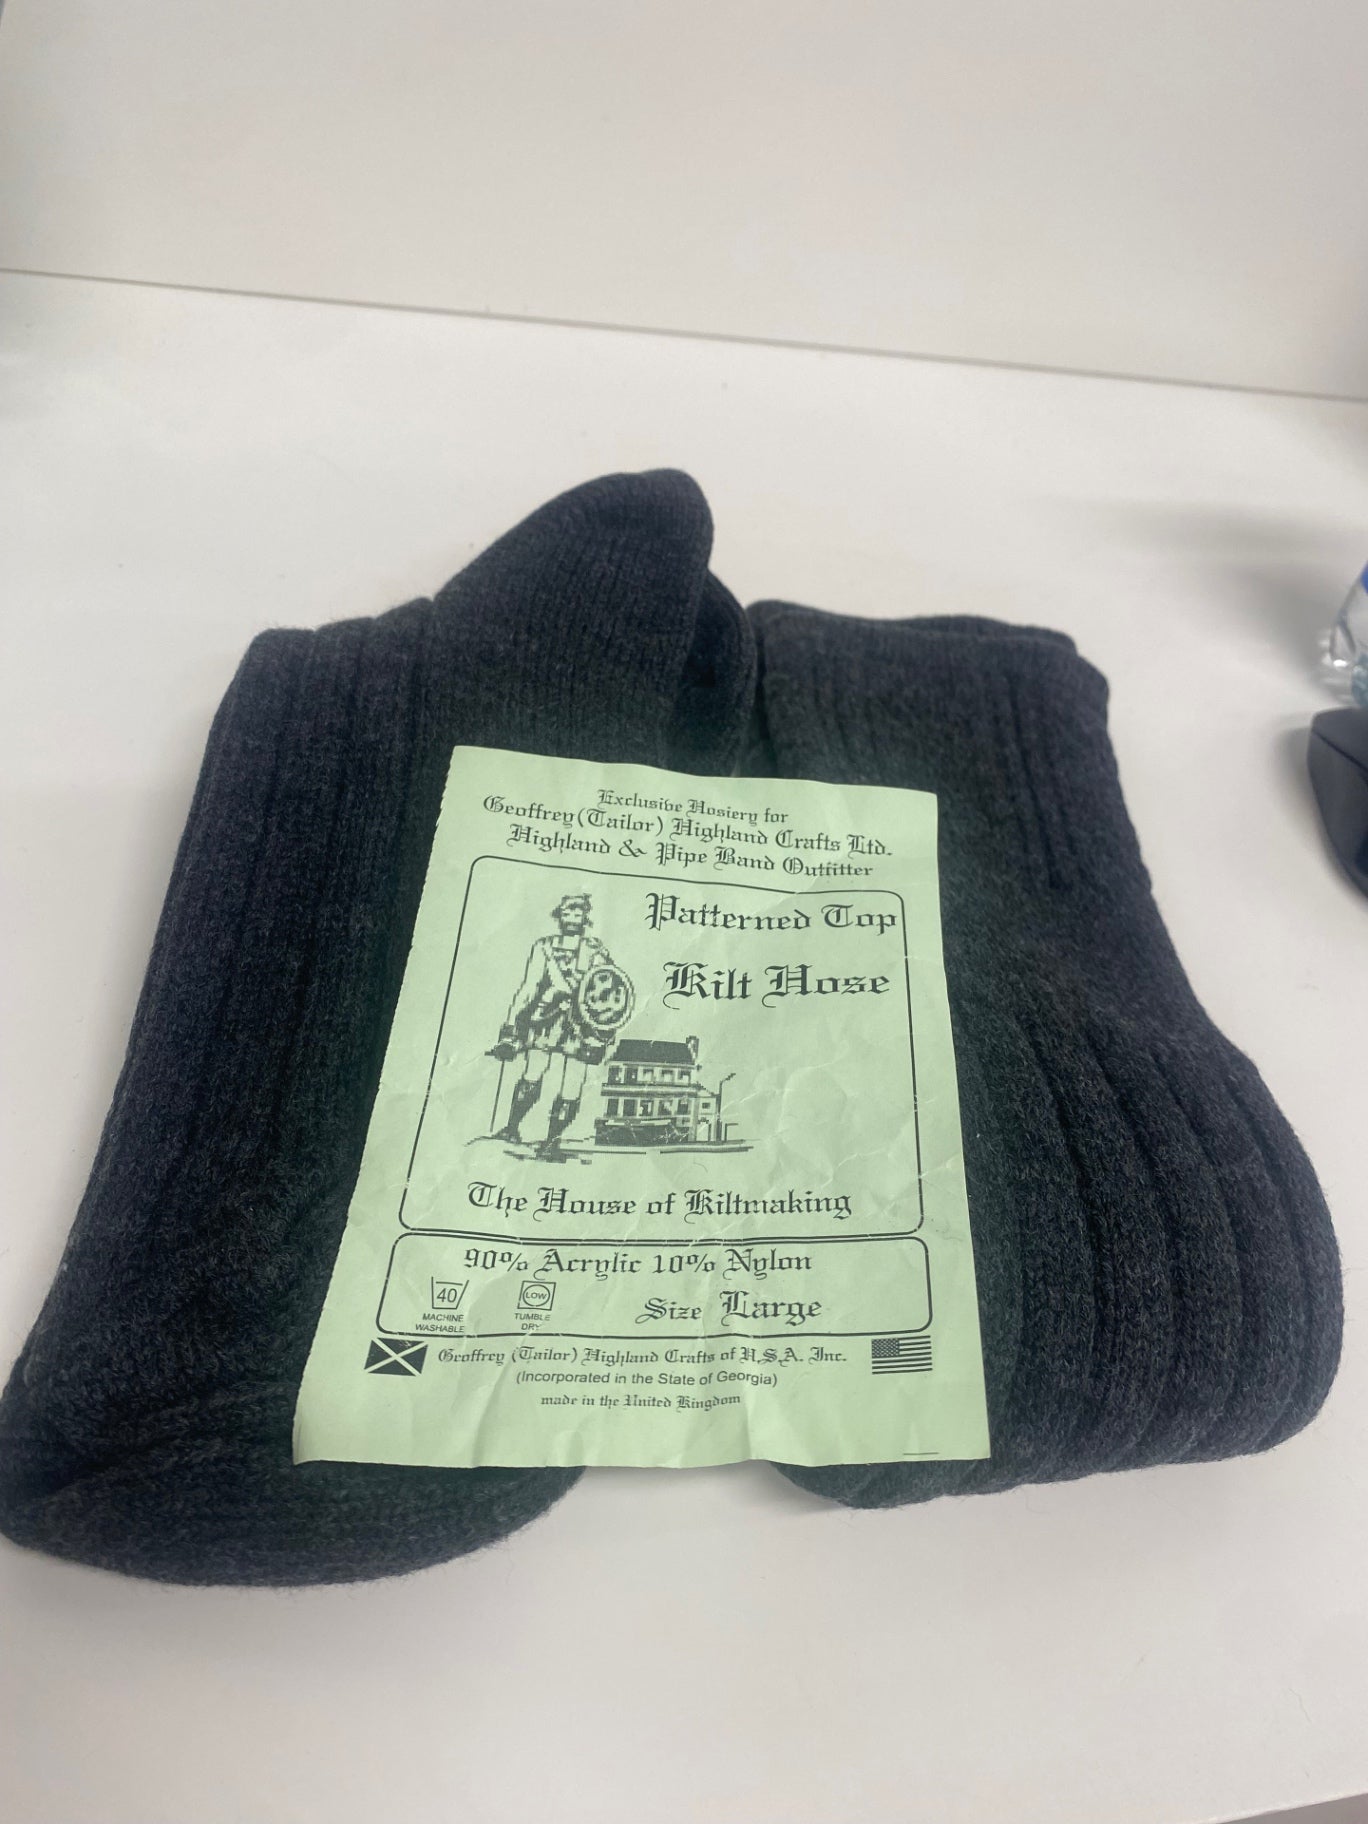 Exclusive Hosiery for
Geoffrey (Tailor) Highland Crafts Ltd.
Highland & Pipe Band Outfitter
Patterned Top
Kilt Hose
The House of Kiltmaking
90% Acrylic 10% Nylon
40
MACHINE
WASHABLE
LOW
TUMBLE
DRY
Size Large
Geoffrey (Tailor) Highland Crafts of U.S.A. Inc.
(Incorporated in the State of Georgia)
made in the United Kingdom